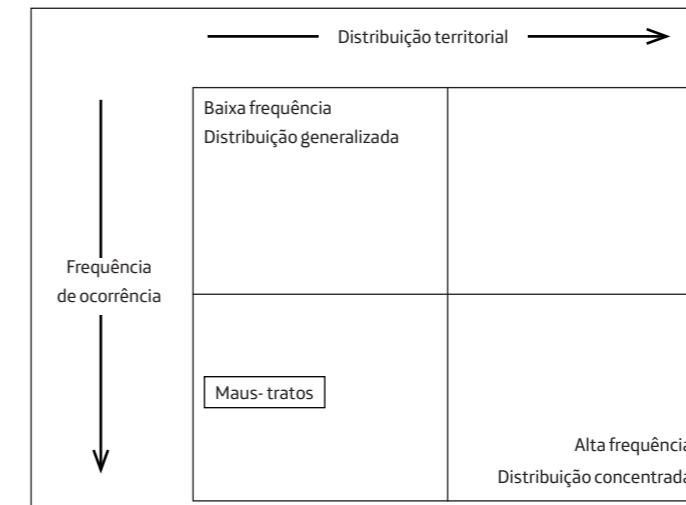 Distribuição territorial
Baixa frequência
Distribuição generalizada
Frequência
de ocorrência
Maus- tratos
Alta frequência
Distribuição concentrada